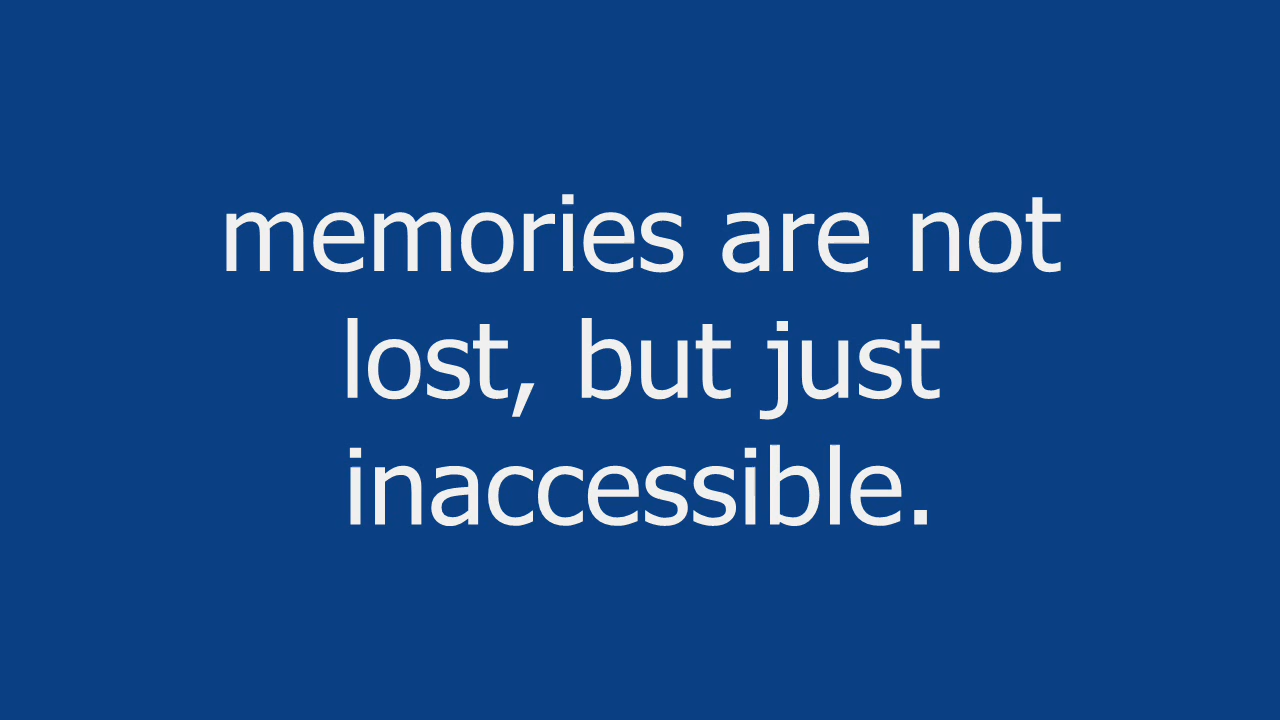 memories are not
lost, but just
inaccessible.